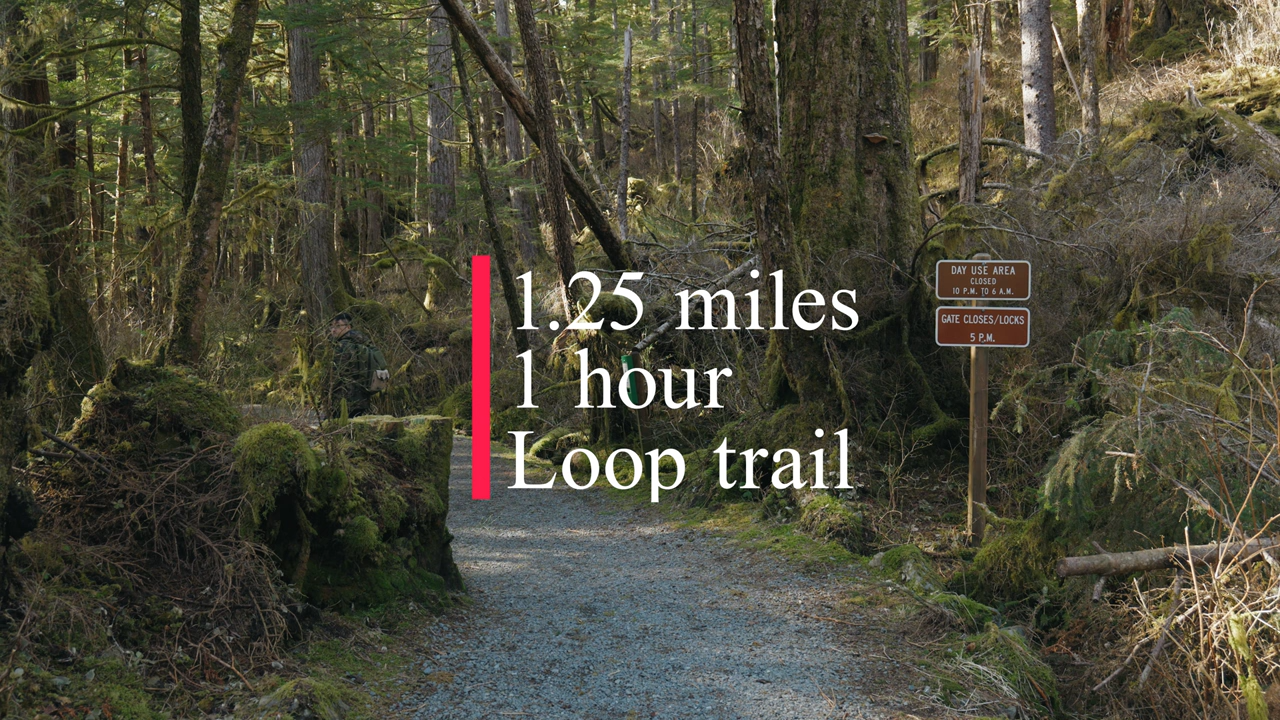 1.25 miles
1 hour
Loop trail
DAY USE AREA
CLOSED
10 P.M. TO 6 A.M.
GATE CLOSES/LOCKS
5 P.M.